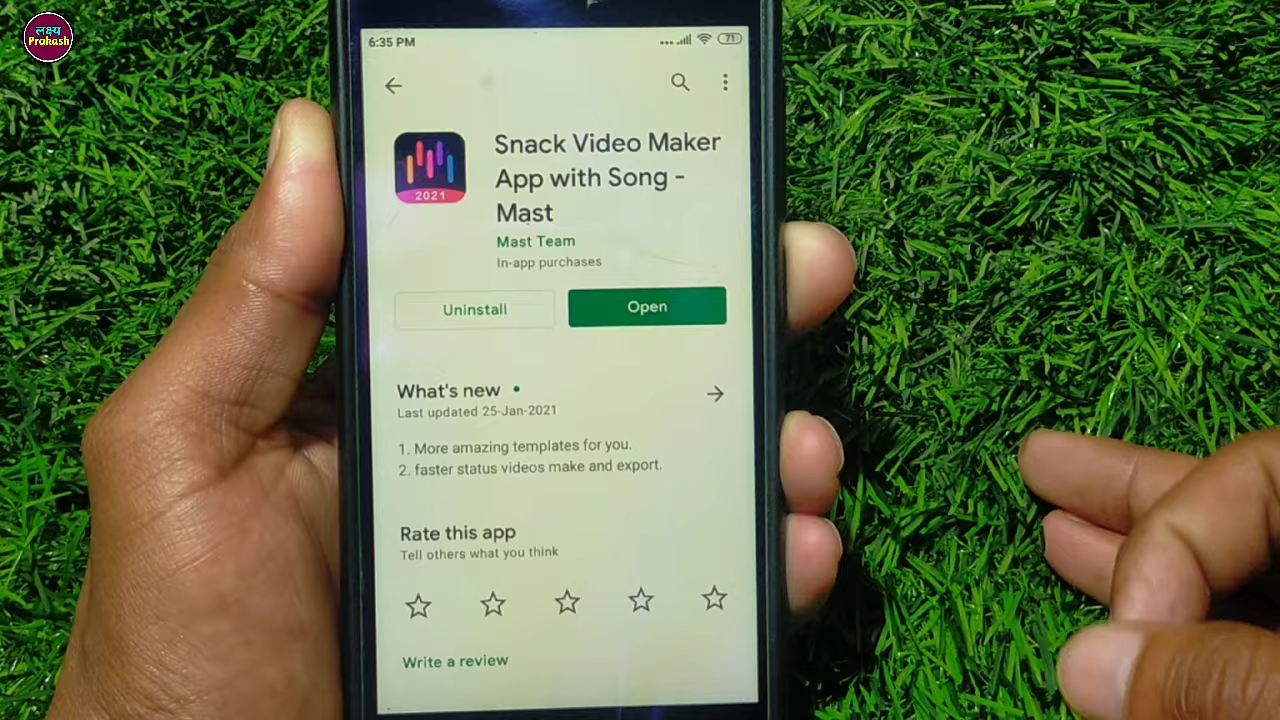 लक्ष्य
Prakash
6:35 PM
71
Snack Video Maker
App with Song -
Mast
2021
Mast Team
In-app purchases
Uninstall
Open
What's new
Last updated 25-Jan-2021
1. More amazing templates for you.
2. faster status videos make and export.
Rate this app
Tell others what you think
Write a review